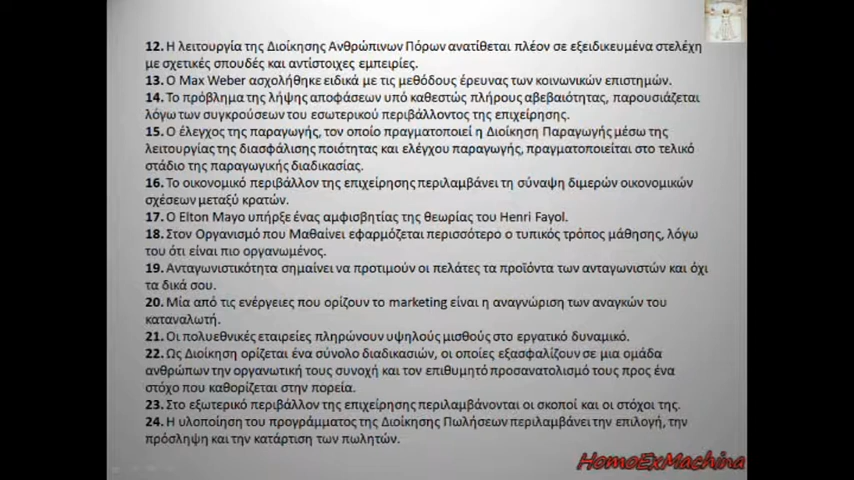 12. Η λειτουργία της Διοίκησης Ανθρώπινων Πόρων ανατίθεται πλέον σε εξειδικευμένα στελέχη
με σχετικές σπουδές και αντίστοιχες εμπειρίες.
13. Ο Max Weber ασχολήθηκε ειδικά με τις μεθόδους έρευνας των κοινωνικών επιστημών.
14. Το πρόβλημα της λήψης αποφάσεων υπό καθεστώς πλήρους αβεβαιότητας, παρουσιάζεται
λόγω των συγκρούσεων του εσωτερικού περιβάλλοντος της επιχείρησης.
15. Ο έλεγχος της παραγωγής, τον οποίο πραγματοποιεί η Διοίκηση Παραγωγής μέσω της
λειτουργίας της διασφάλισης ποιότητας και ελέγχου παραγωγής, πραγματοποιείται στο τελικό
στάδιο της παραγωγικής διαδικασίας.
16. Το οικονομικό περιβάλλον της επιχείρησης περιλαμβάνει τη σύναψη διμερών οικονομικών
σχέσεων μεταξύ κρατών.
17. Ο Elton Mayo υπήρξε ένας αμφισβητίας της θεωρίας του Henri Fayol.
18. Στον Οργανισμό που Μαθαίνει εφαρμόζεται περισσότερο ο τυπικός τρόπος μάθησης, λόγω
του ότι είναι πιο οργανωμένος.
19. Ανταγωνιστικότητα σημαίνει να προτιμούν οι πελάτες τα προϊόντα των ανταγωνιστών και όχι
τα δικά σου.
20. Μία από τις ενέργειες που ορίζουν το marketing είναι η αναγνώριση των αναγκών του
καταναλωτή.
21. Οι πολυεθνικές εταιρείες πληρώνουν υψηλούς μισθούς στο εργατικό δυναμικό.
22. Ως Διοίκηση ορίζεται ένα σύνολο διαδικασιών, οι οποίες εξασφαλίζουν σε μια ομάδα
ανθρώπων την οργανωτική τους συνοχή και τον επιθυμητό προσανατολισμό τους προς ένα
στόχο που καθορίζεται στην πορεία.
23. Στο εξωτερικό περιβάλλον της επιχείρησης περιλαμβάνονται οι σκοποί και οι στόχοι της.
24. Η υλοποίηση του προγράμματος της Διοίκησης Πωλήσεων περιλαμβάνει την επιλογή, την
πρόσληψη και την κατάρτιση των πωλητών.
HomoExMachina